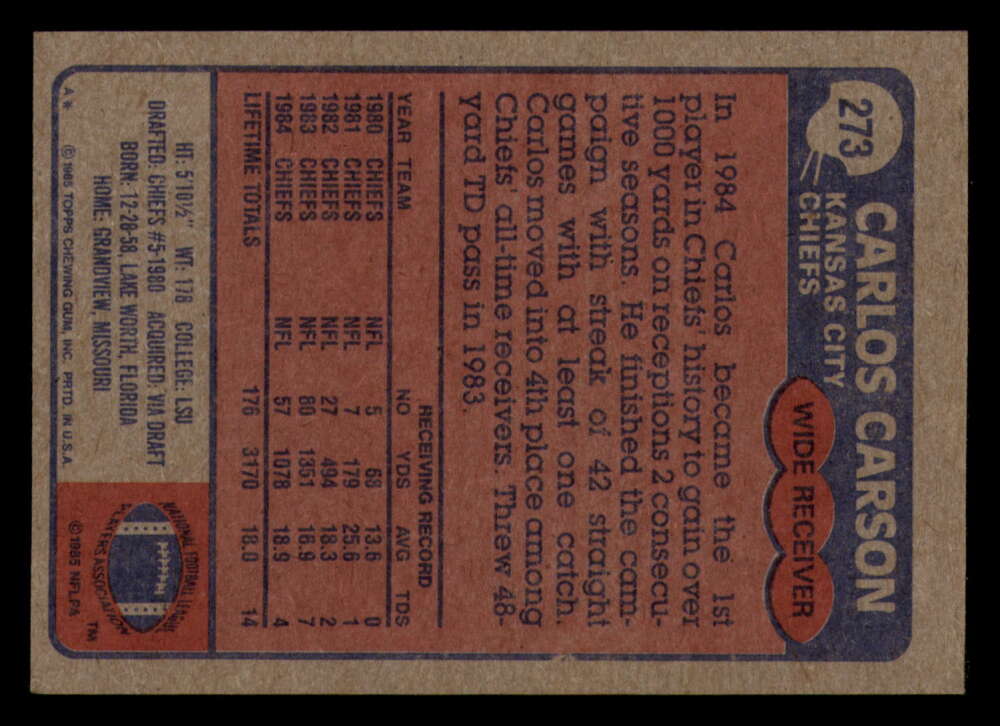 273
CARLOS CARSON
KANSAS CITY
CHIEFS
WIDE RECEIVER
In 1984 Carlos became the 1st
player in Chiefs' history to gain over
1000 yards on receptions 2 consecu-
tive seasons. He finished the cam-
paign with streak of 42 straight
games with at least one catch.
Carlos moved into 4th place among
Chiefs' all-time receivers. Threw 48-
yard TD pass in 1983.
RECEIVING RECORD
YEAR TEAM NO YDS AVG TDS
1980 CHIEFS NFL 5 68 13.6 0
1981 CHIEFS NFL 7 179 25.6 1
1982 CHIEFS NFL 27 494 18.3 2
1983 CHIEFS NFL 80 1351 16.9 7
1984 CHIEFS NFL 57 1078 18.9 4
LIFETIME TOTALS 176 3170 18.0 14
HT: 5'10½" WT: 178 COLLEGE: LSU
DRAFTED: CHIEFS #5-1980 ACQUIRED: VIA DRAFT
BORN: 12-28-58, LAKE WORTH, FLORIDA
HOME: GRANDVIEW, MISSOURI
A* © 1985 TOPPS CHEWING GUM, INC. PRTD. IN U.S.A.
NATIONAL FOOTBALL LEAGUE
PLAYERS ASSOCIATION
TM
© 1985 NFLPA